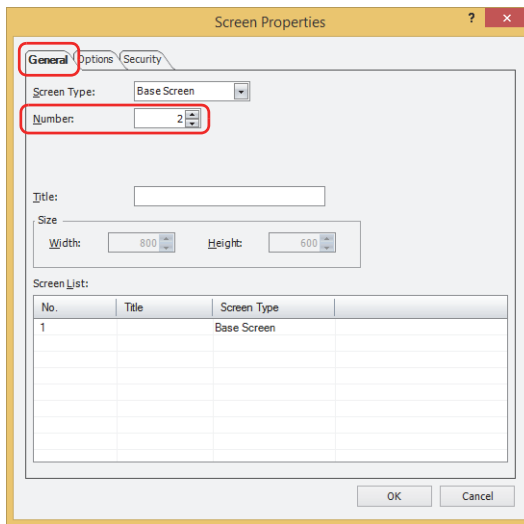 Screen Properties ?
General Options Security
Screen Type: Base Screen
Number: 2
Title:
Size
Width: 800 Height: 600
Screen List:
No. Title Screen Type
1 Base Screen
OK Cancel